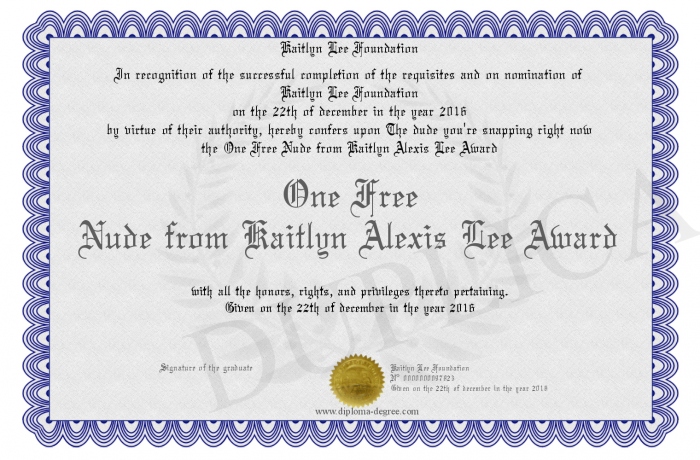 Kaitlyn Lee Foundation
In recognition of the successful completion of the requisites and on nomination of
Kaitlyn Lee Foundation
on the 22th of december in the year 2016
by virtue of their authority, hereby confers upon The dude you're snapping right now
the One Free Nude from Kaitlyn Alexis Lee Award
One Free
Nude from Kaitlyn Alexis Lee Award
with all the honors, rights, and privileges thereto pertaining.
Given on the 22th of december in the year 2016
Signature of the graduate
Kaitlyn Lee Foundation
Given on the 22th of december in the year 2016
www.diploma-degree.com
DUPLICA